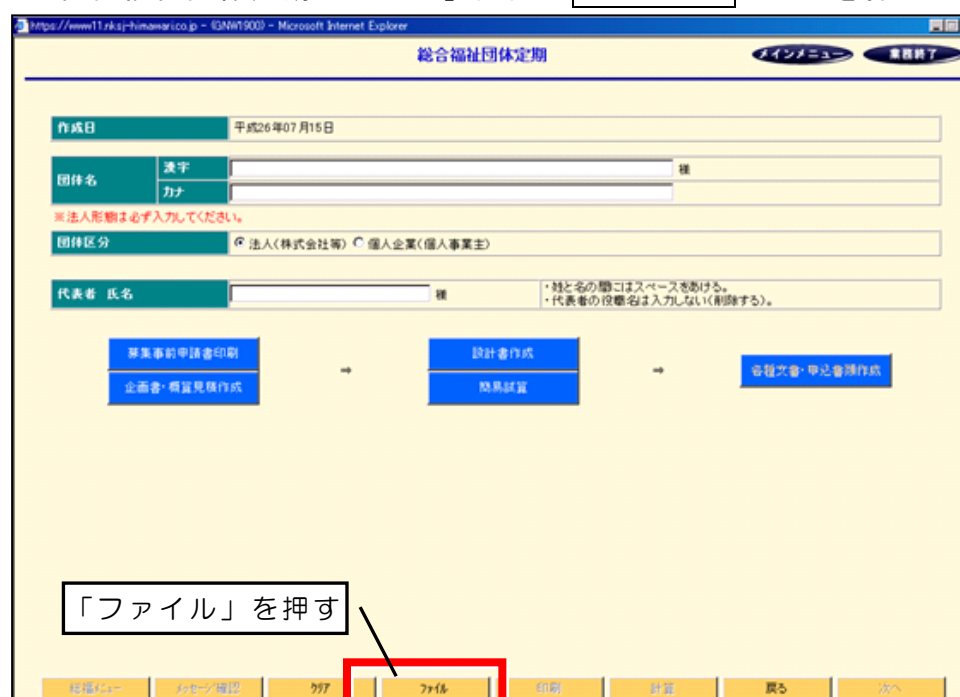 https://www11.nksj-himawari.co.jp - (GNW1900) - Microsoft Internet Explorer
総合福祉団体定期
メインメニュー 業務終了
作成日 平成26年07月15日
団体名 漢字 様
カナ
※法人形態は必ず入力してください。
団体区分 法人(株式会社等) 個人企業(個人事業主)
代表者 氏名 様
・姓と名の間にはスペースをあける。
・代表者の役職名は入力しない(削除する)。
募集事前申請書印刷
企画書・概算見積作成
⇒
設計書作成
簡易試算
⇒
各種文書・申込書類作成
「ファイル」を押す
総福メニュー メッセージ確認 クリア ファイル 印刷 計算 戻る 次へ